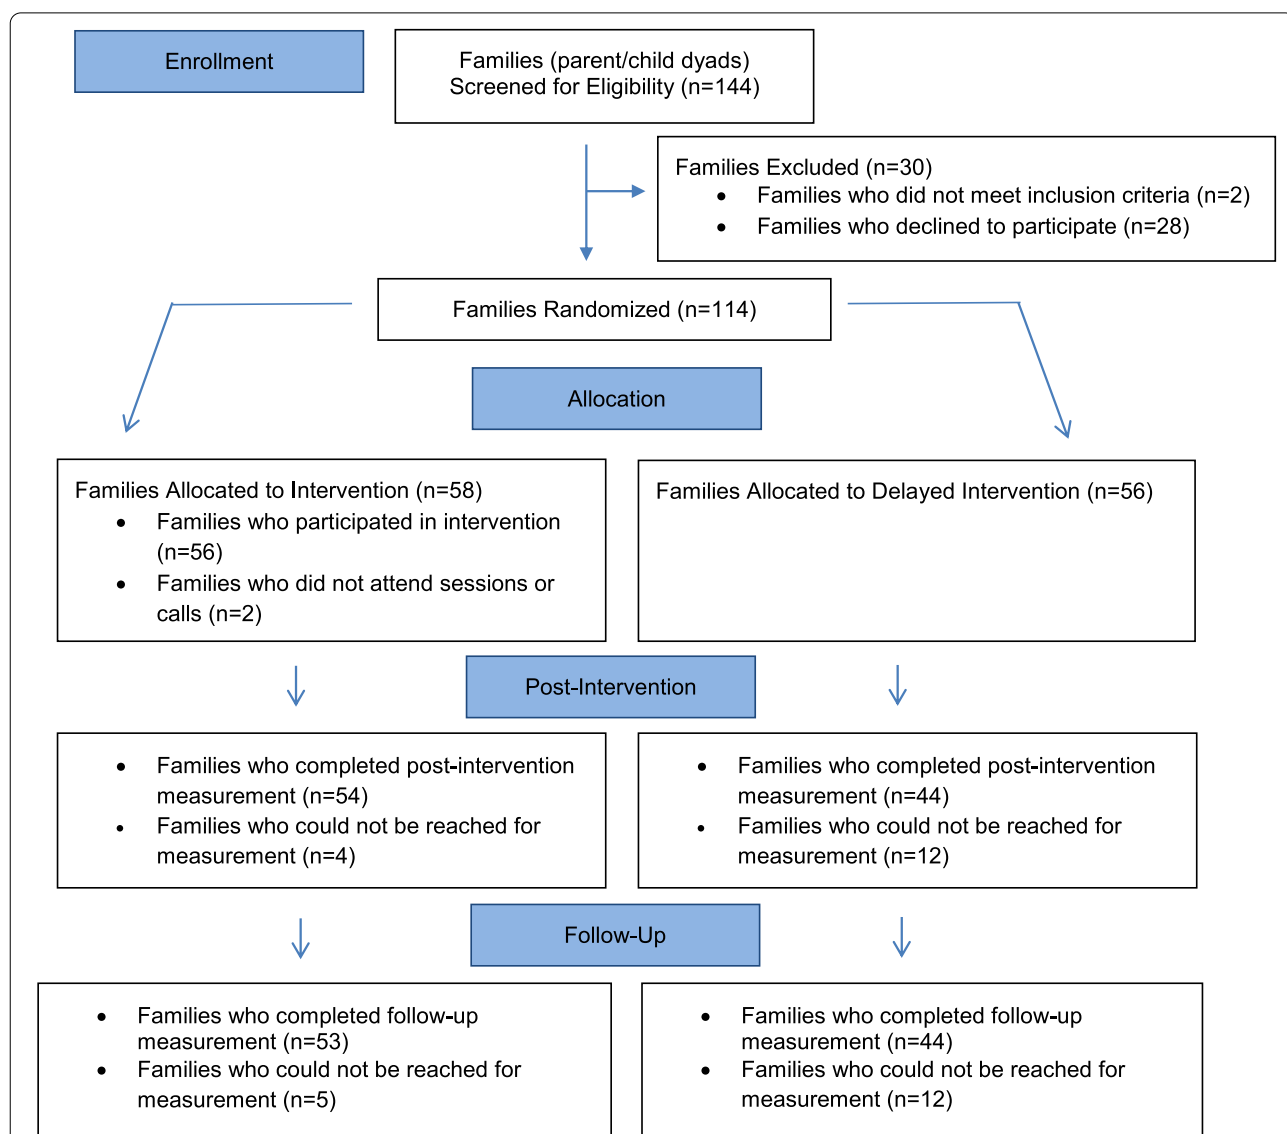 Enrollment
Families (parent/child dyads)
Screened for Eligibility (n=144)
Families Excluded (n=30)
• Families who did not meet inclusion criteria (n=2)
• Families who declined to participate (n=28)
Families Randomized (n=114)
Allocation
Families Allocated to Intervention (n=58)
• Families who participated in intervention
(n=56)
• Families who did not attend sessions or
calls (n=2)
Families Allocated to Delayed Intervention (n=56)
Post-Intervention
• Families who completed post-intervention
measurement (n=54)
• Families who could not be reached for
measurement (n=4)
• Families who completed post-intervention
measurement (n=44)
• Families who could not be reached for
measurement (n=12)
Follow-Up
• Families who completed follow-up
measurement (n=53)
• Families who could not be reached for
measurement (n=5)
• Families who completed follow-up
measurement (n=44)
• Families who could not be reached for
measurement (n=12)